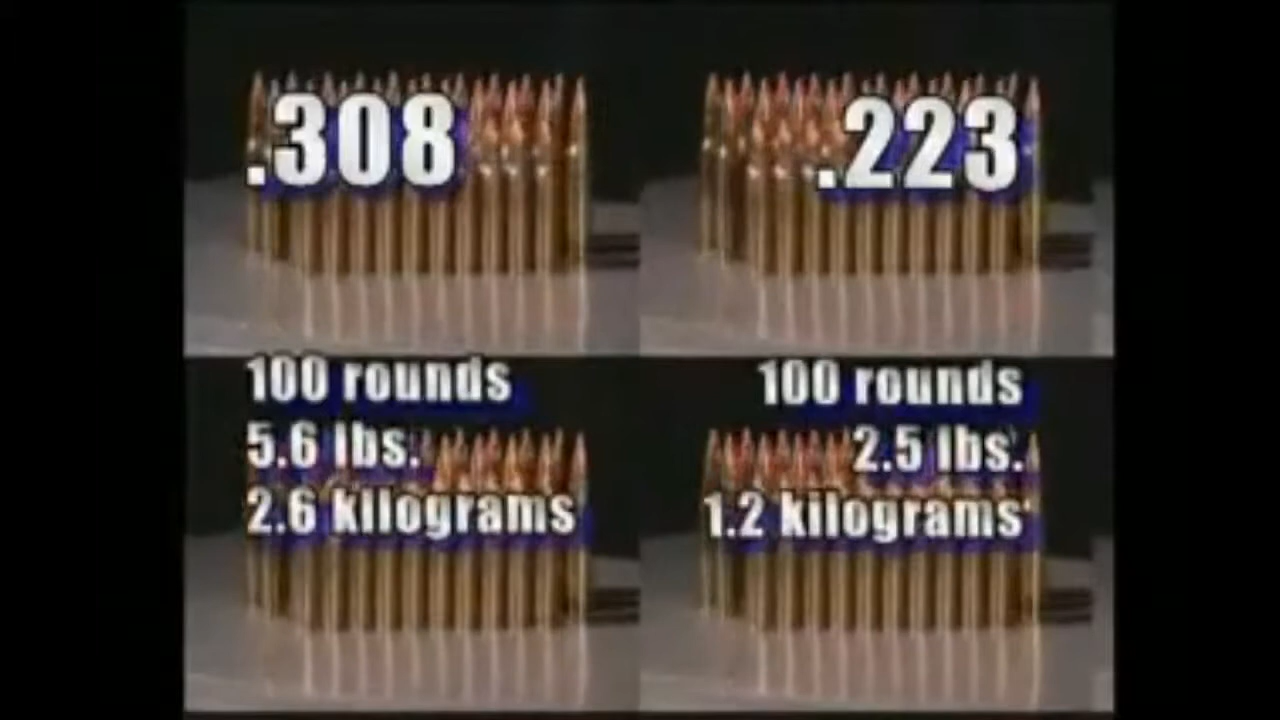 .308
.223
100 rounds
5.6 lbs.
2.6 kilograms
100 rounds
2.5 lbs.
1.2 kilograms